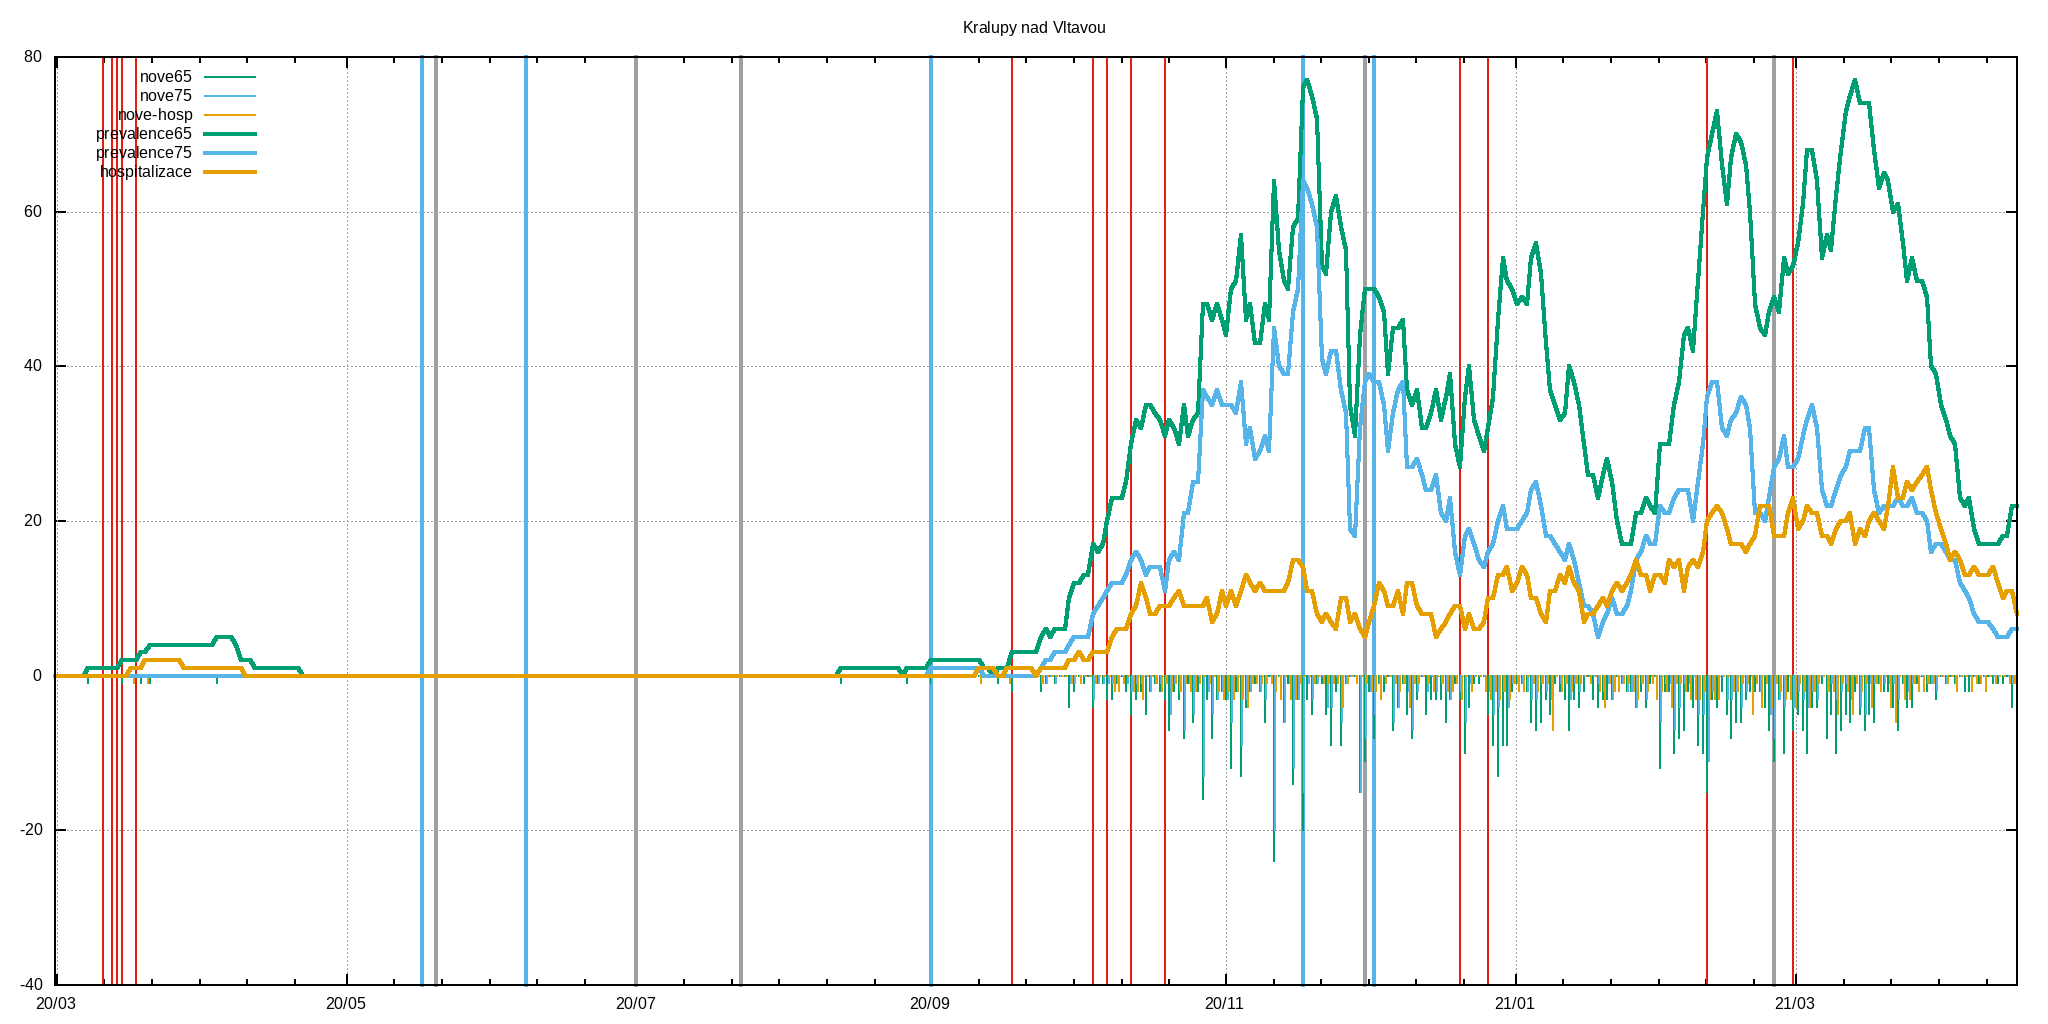 Kralupy nad Vltavou
80
60
40
20
0
-20
-40
nove65
nove75
nove-hosp
prevalence65
prevalence75
hospitalizace
20/03 20/05 20/07 20/09 20/11 21/01 21/03